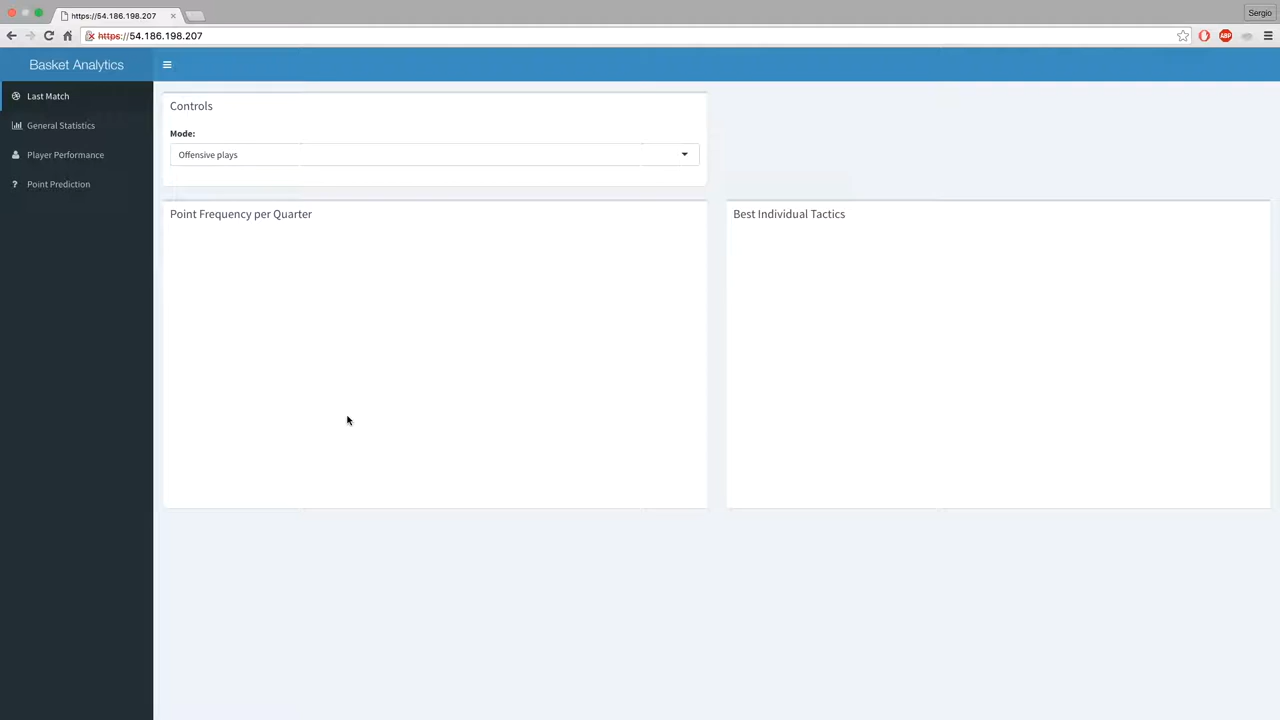 https://54.186.198.207
Sergio
https://54.186.198.207
ABP
Basket Analytics
Last Match
General Statistics
Player Performance
? Point Prediction
Controls
Mode:
Offensive plays
Point Frequency per Quarter
Best Individual Tactics